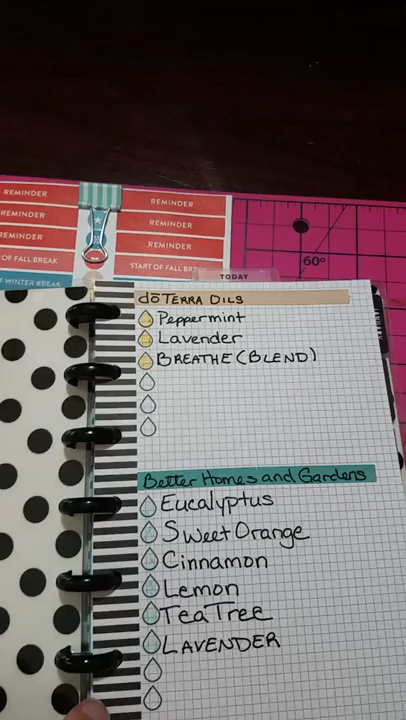 REMINDER
REMINDER
REMINDER
REMINDER
REMINDER
REMINDER
OF FALL BREAK
START OF FALL BR
F WINTER BREAK
TODAY
60°
dōTERRA OILS
Peppermint
Lavender
BREATHE (BLEND)
Better Homes and Gardens
Eucalyptus
Sweet Orange
Cinnamon
Lemon
Tea Tree
LAVENDER